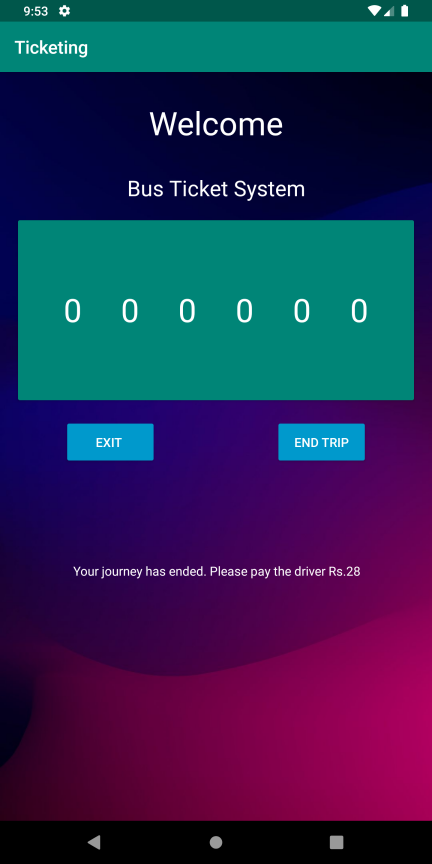 9:53
Ticketing
Welcome
Bus Ticket System
0 0 0 0 0 0
EXIT
END TRIP
Your journey has ended. Please pay the driver Rs.28